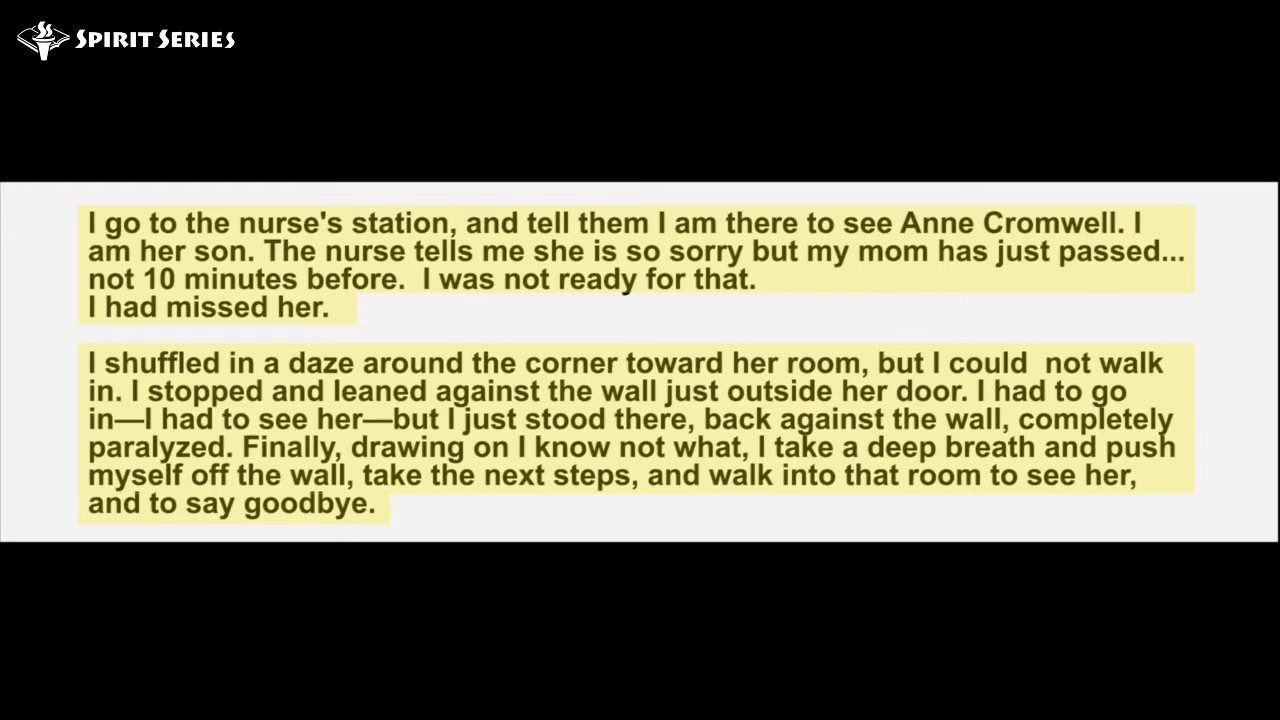 SPIRIT SERIES
I go to the nurse's station, and tell them I am there to see Anne Cromwell. I
am her son. The nurse tells me she is so sorry but my mom has just passed...
not 10 minutes before.  I was not ready for that.
I had missed her.
I shuffled in a daze around the corner toward her room, but I could  not walk
in. I stopped and leaned against the wall just outside her door. I had to go
in—I had to see her—but I just stood there, back against the wall, completely
paralyzed. Finally, drawing on I know not what, I take a deep breath and push
myself off the wall, take the next steps, and walk into that room to see her,
and to say goodbye.